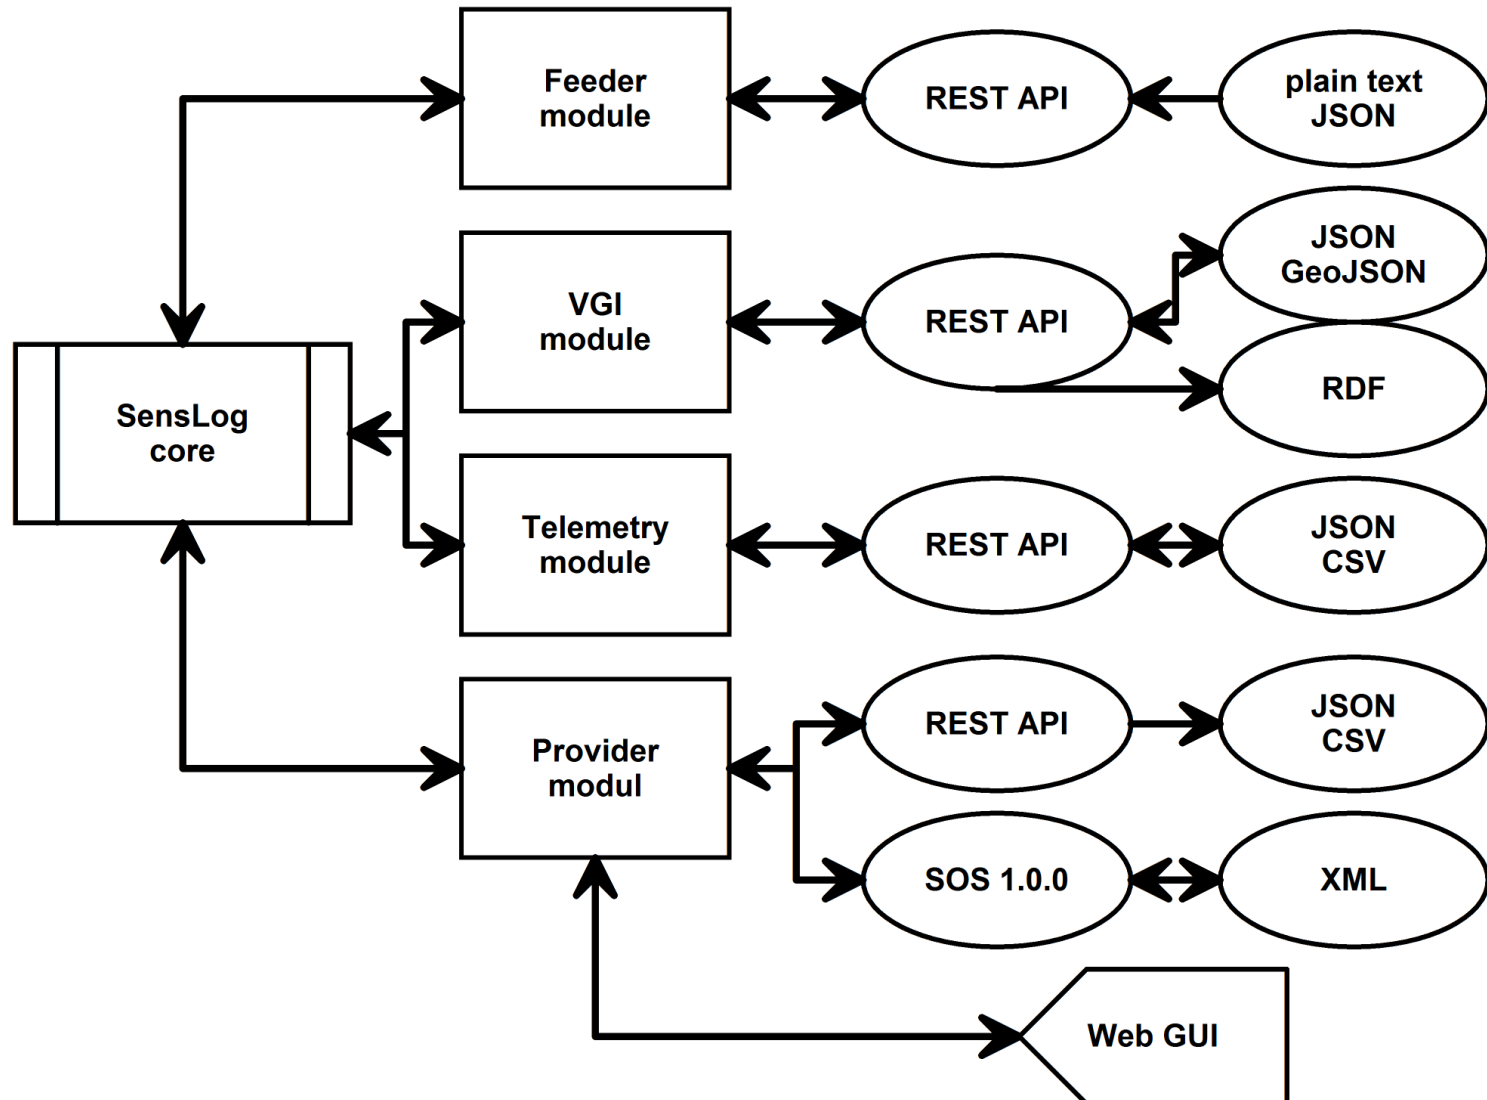 Feeder
module
REST API
plain text
JSON
VGI
module
REST API
JSON
GeoJSON
RDF
SensLog
core
Telemetry
module
REST API
JSON
CSV
Provider
modul
REST API
JSON
CSV
SOS 1.0.0
XML
Web GUI